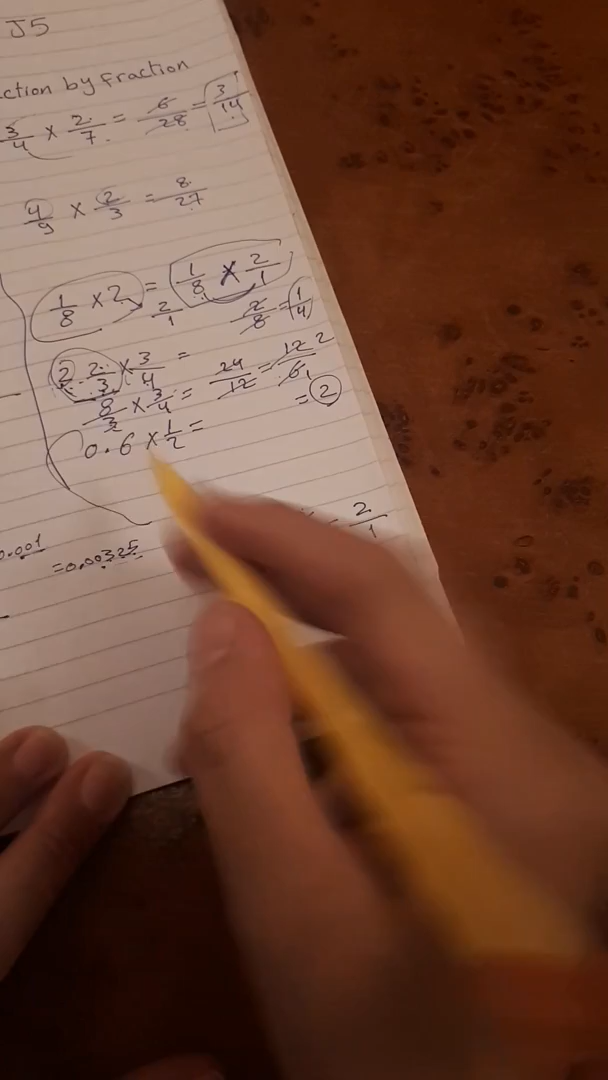 J5
ction by fraction
3/4 × 2/7 = 6/28 = 3/14
4/9 × 2/3 = 8/27
1/8 × 2 = 1/8 × 2/1
2/1 2/8 = 1/4
2 2/3 × 3/4 =
8/3 × 3/4 = 24/12 = 12/6 2 1
= 2
0.6 × 1/2 =
= 2/1
0.001 = 0.00325